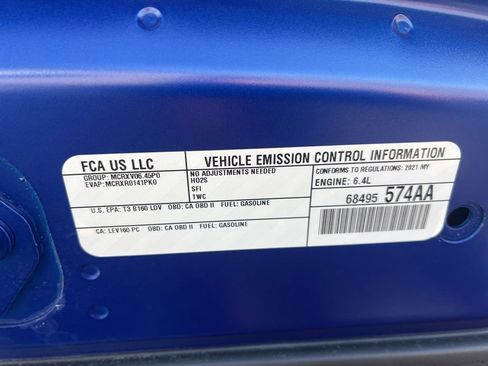 FCA US LLC
VEHICLE EMISSION CONTROL INFORMATION
GROUP: MCRXV06.45P0
EVAP: MCRXR0141PK0
NO ADJUSTMENTS NEEDED
HO2S
SFI
TWC
CONFORMS TO REGULATIONS: 2021 MY
ENGINE: 6.4L
68495 574AA
U.S. EPA: T3 B160 LDV OBD: CA OBD II FUEL: GASOLINE
CA: LEV160 PC OBD: CA OBD II FUEL: GASOLINE